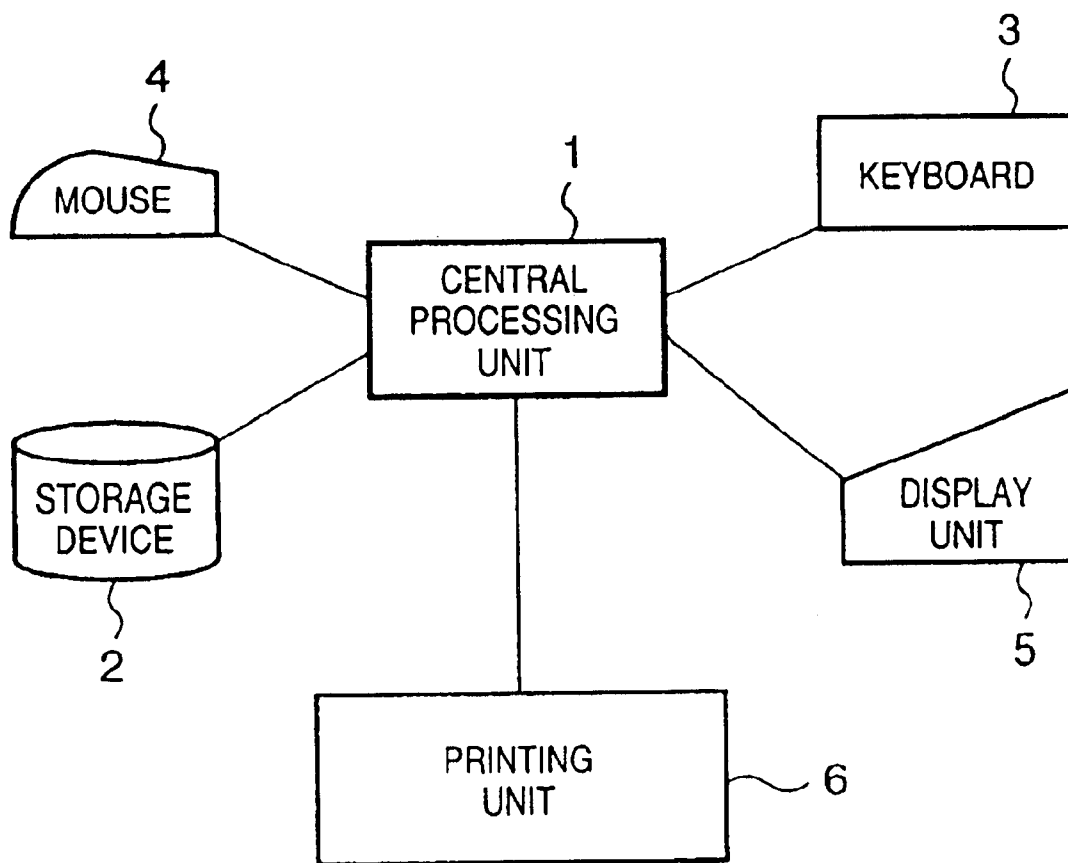 4
MOUSE
3
KEYBOARD
1
CENTRAL
PROCESSING
UNIT
STORAGE
DEVICE
2
DISPLAY
UNIT
5
PRINTING
UNIT
6